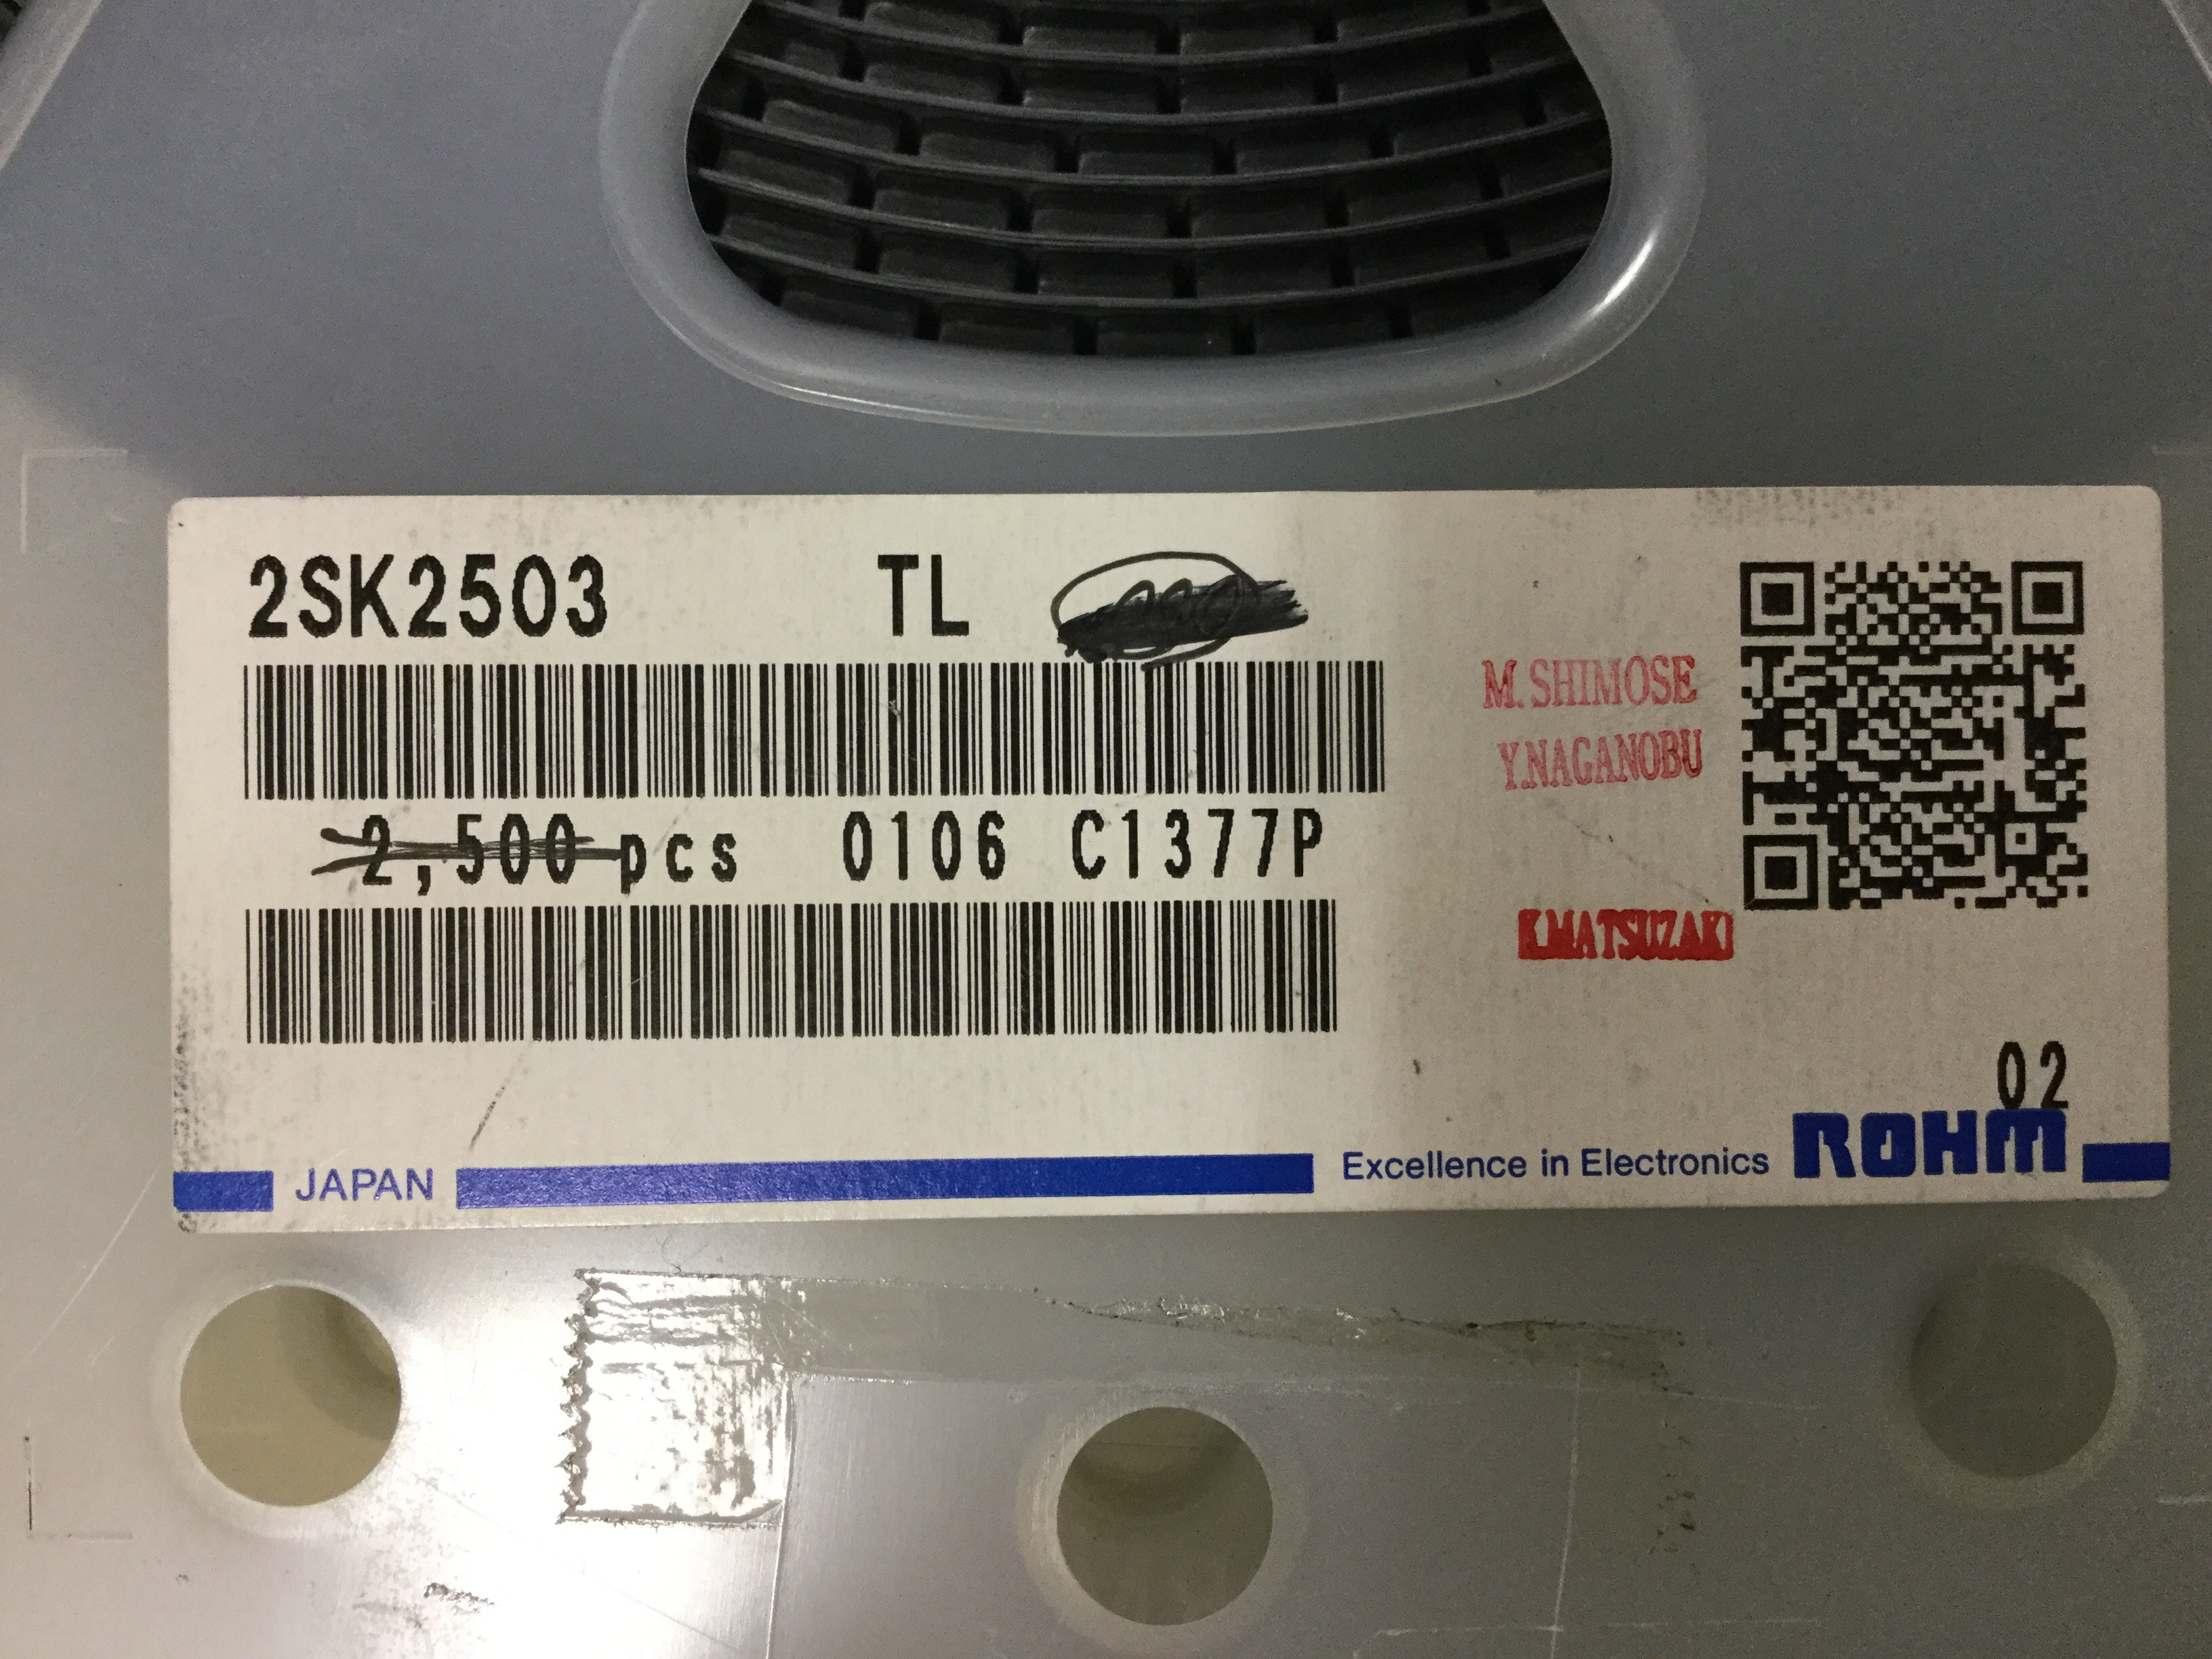 2SK2503 TL
M. SHIMOSE
Y.NAGANOBU
2,500 pcs 0106 C1377P
K.MATSUZAKI
02
JAPAN Excellence in Electronics ROHM